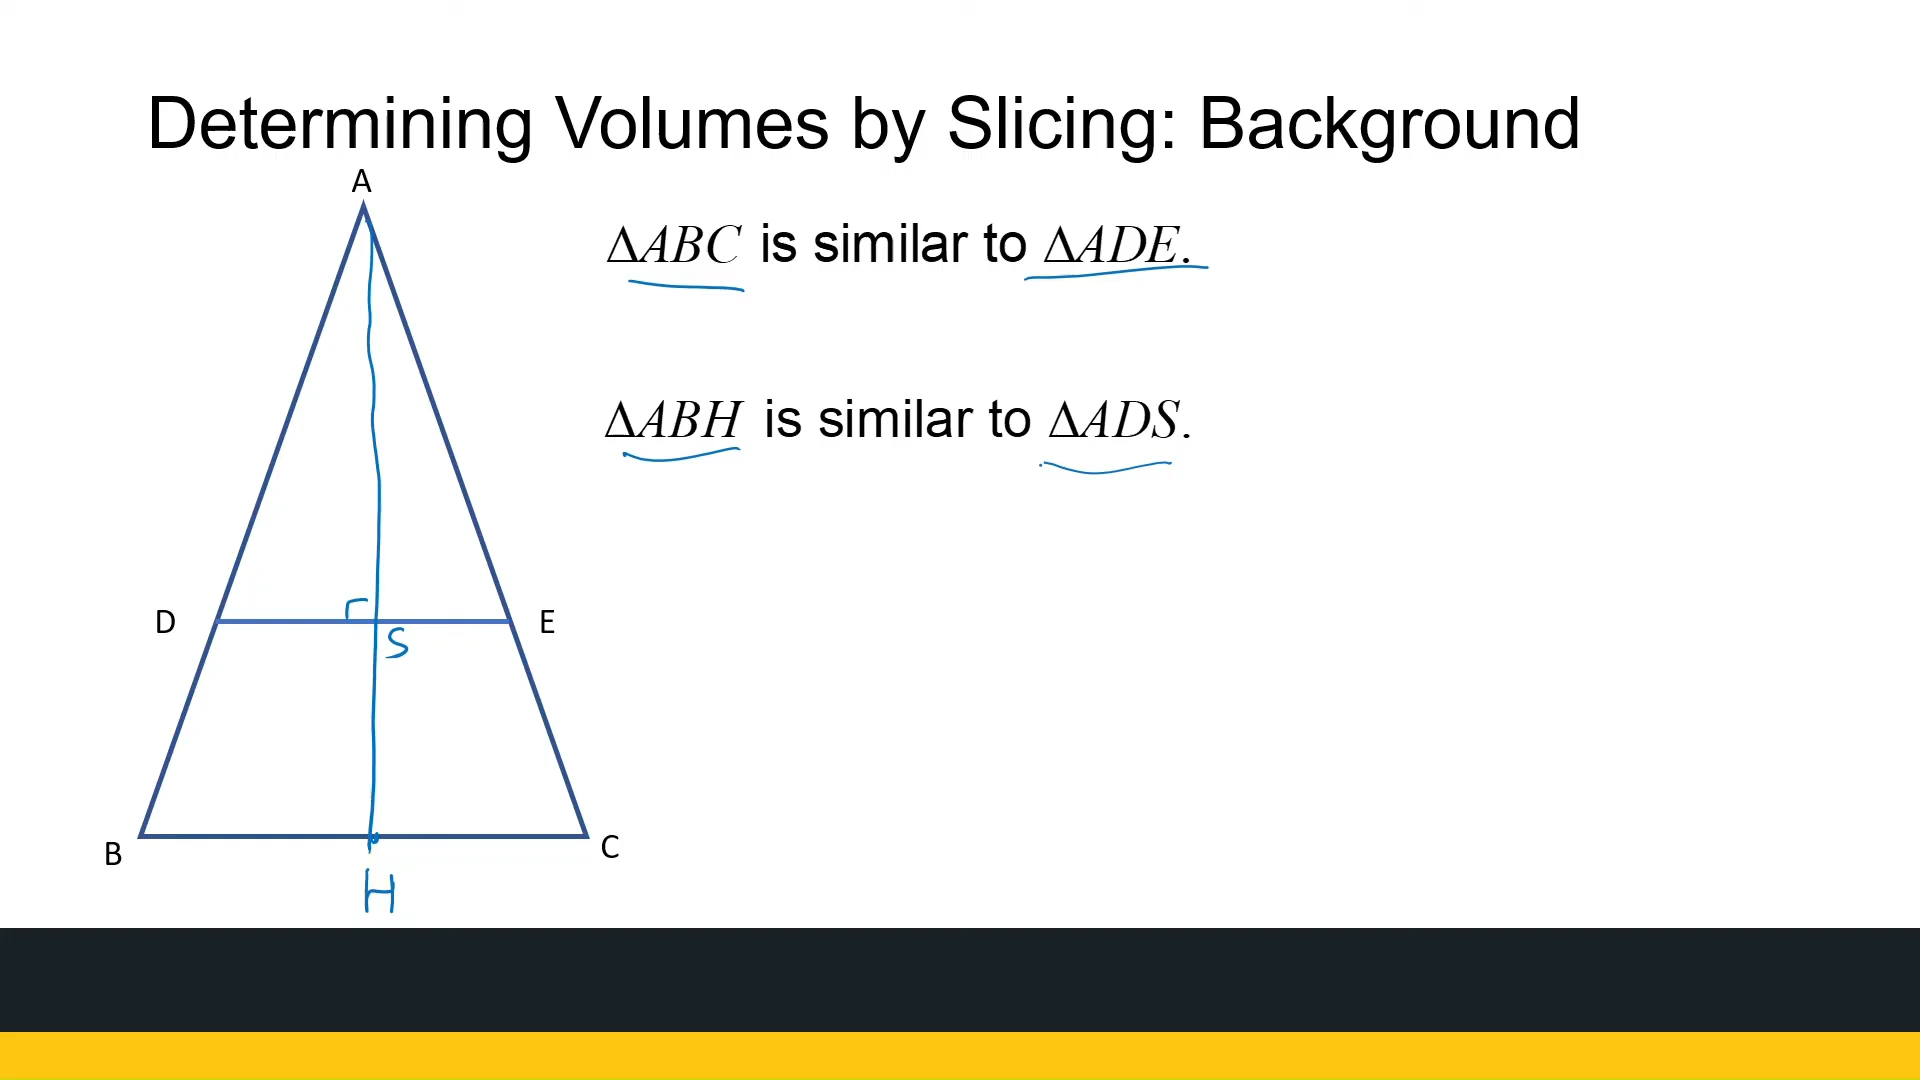 Determining Volumes by Slicing: Background
A
ΔABC is similar to ΔADE.
ΔABH is similar to ΔADS.
D
E
S
B
C
H